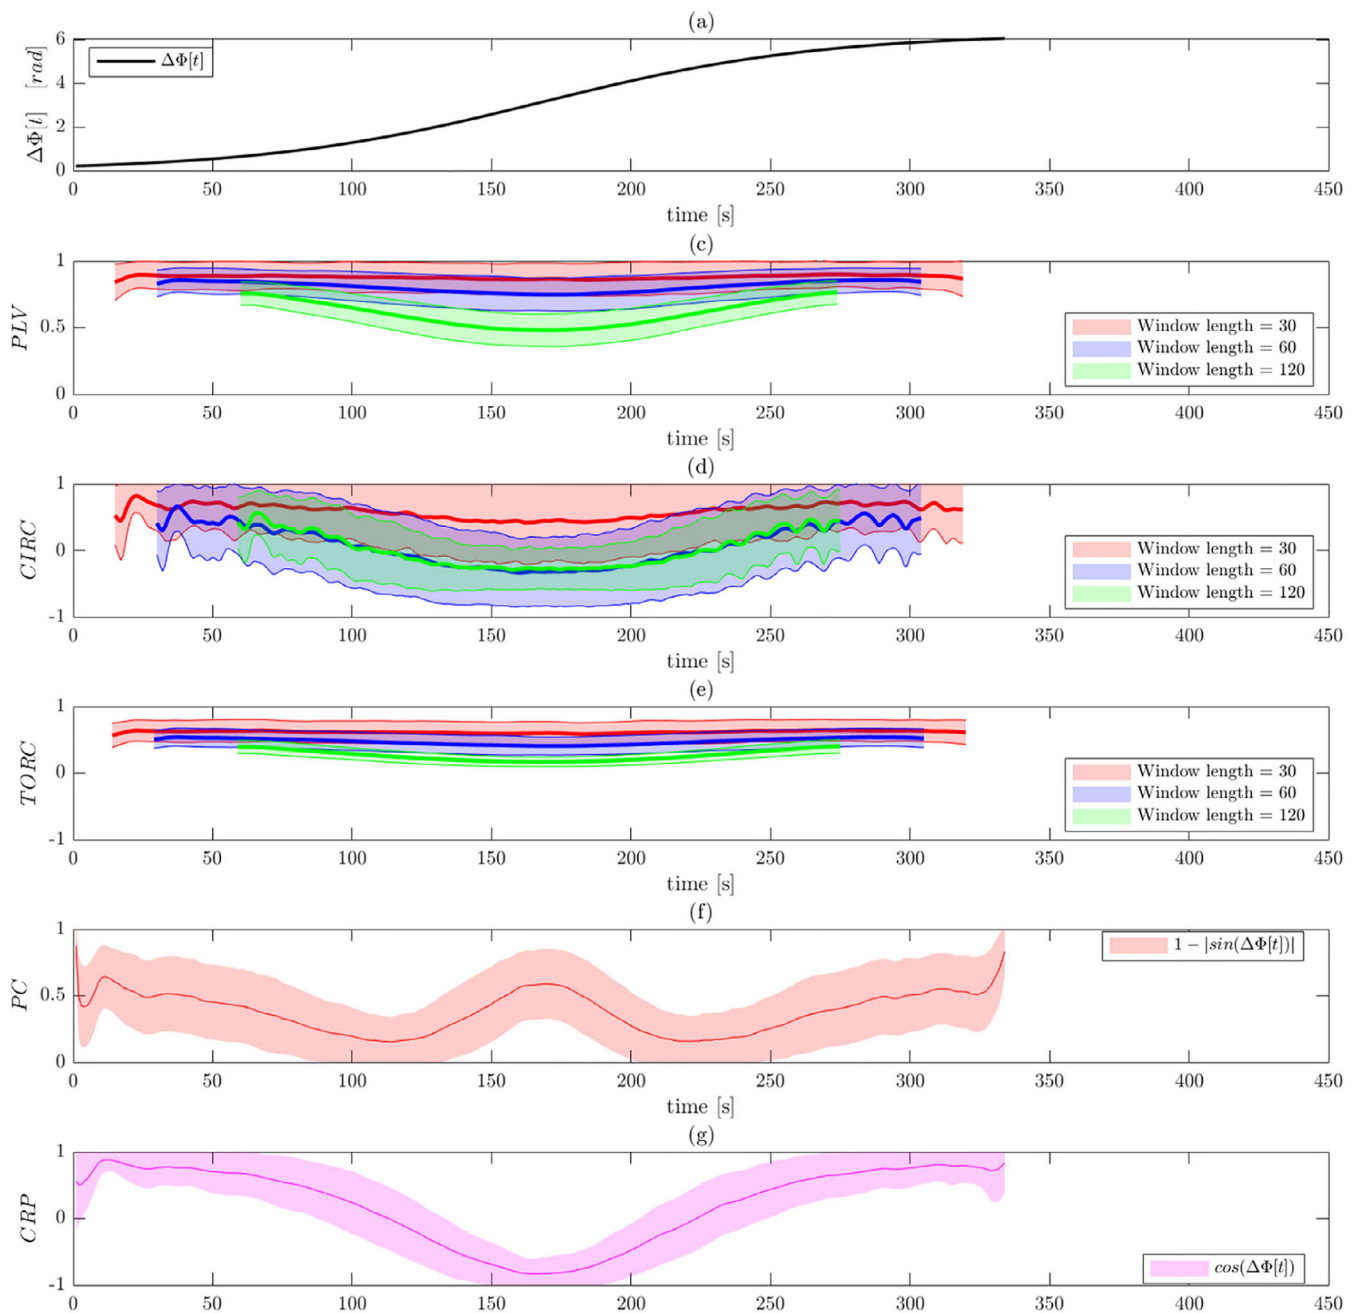 (a)
ΔΦ[t] [rad]
6
4
2
0
ΔΦ[t]
0 50 100 150 200 250 300 350 400 450
time [s]
(c)
PLV
1
0.5
0
Window length = 30
Window length = 60
Window length = 120
0 50 100 150 200 250 300 350 400 450
time [s]
(d)
CIRC
1
0
-1
Window length = 30
Window length = 60
Window length = 120
0 50 100 150 200 250 300 350 400 450
time [s]
(e)
TORC
1
0
-1
Window length = 30
Window length = 60
Window length = 120
0 50 100 150 200 250 300 350 400 450
time [s]
(f)
PC
1
0.5
0
1 − |sin(ΔΦ[t])|
0 50 100 150 200 250 300 350 400 450
time [s]
(g)
CRP
1
0
-1
cos(ΔΦ[t])
0 50 100 150 200 250 300 350 400 450